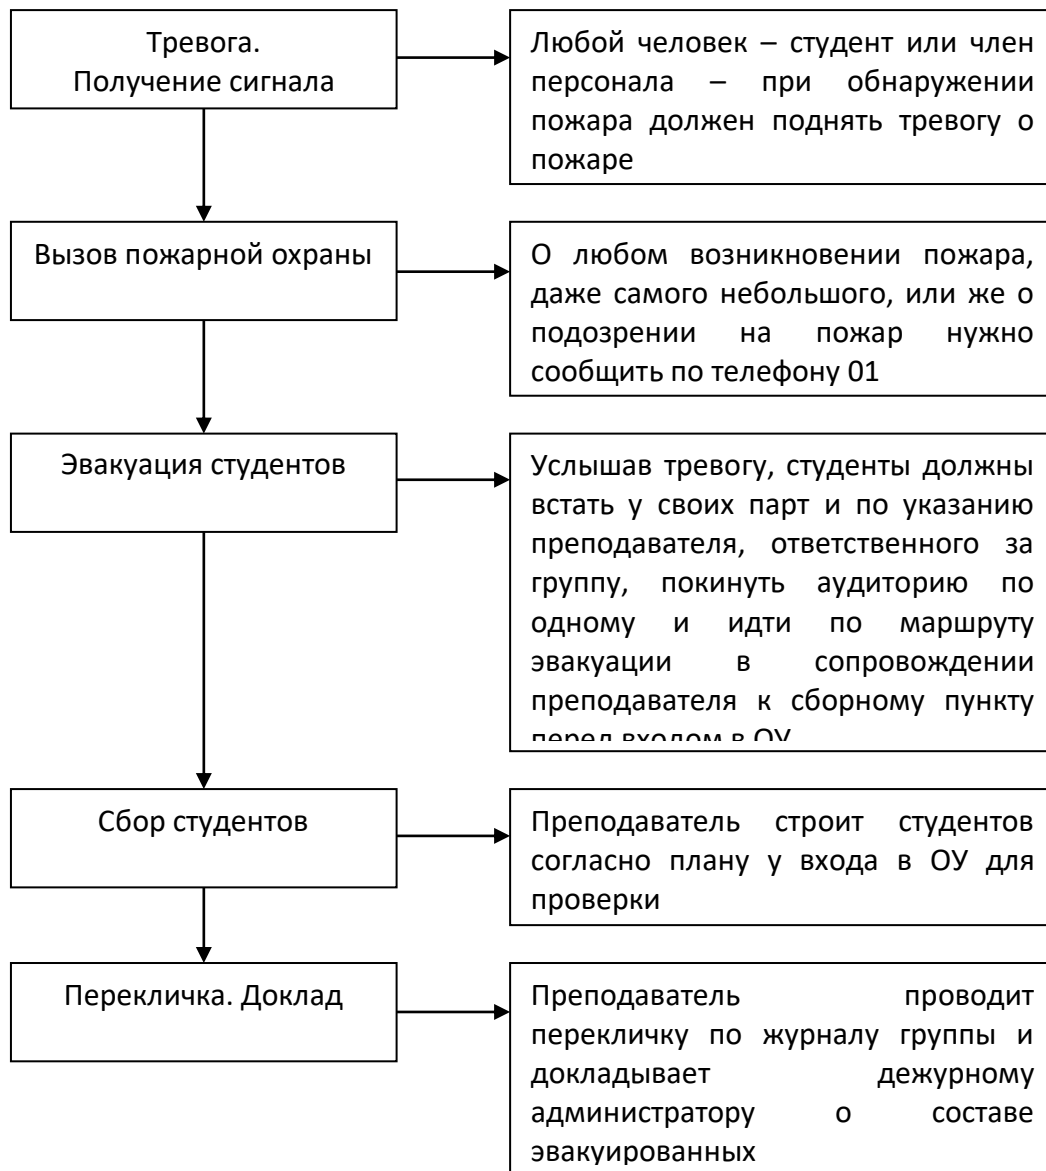 Тревога.
Получение сигнала
Любой человек – студент или член
персонала – при обнаружении
пожара должен поднять тревогу о
пожаре
Вызов пожарной охраны
О любом возникновении пожара,
даже самого небольшого, или же о
подозрении на пожар нужно
сообщить по телефону 01
Эвакуация студентов
Услышав тревогу, студенты должны
встать у своих парт и по указанию
преподавателя, ответственного за
группу, покинуть аудиторию по
одному и идти по маршруту
эвакуации в сопровождении
преподавателя к сборному пункту
перед входом в ОУ
Сбор студентов
Преподаватель строит студентов
согласно плану у входа в ОУ для
проверки
Перекличка. Доклад
Преподаватель проводит
перекличку по журналу группы и
докладывает дежурному
администратору о составе
эвакуированных